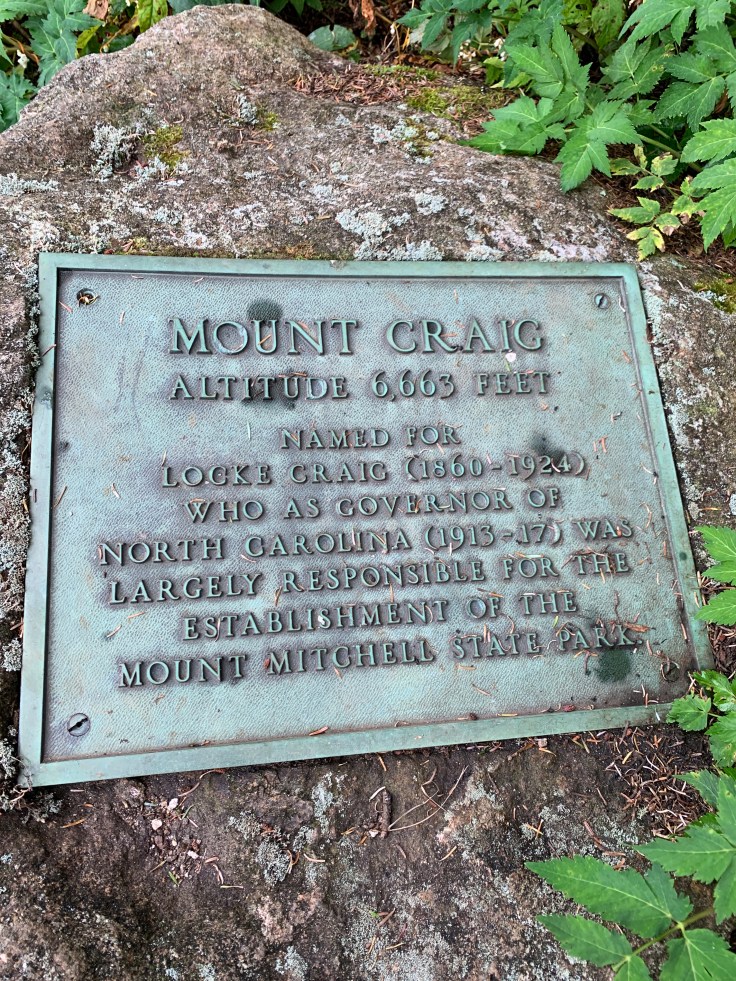 MOUNT CRAIG
ALTITUDE 6,663 FEET
NAMED FOR
LOCKE CRAIG (1860-1924)
WHO AS GOVERNOR OF
NORTH CAROLINA (1913-17) WAS
LARGELY RESPONSIBLE FOR THE
ESTABLISHMENT OF THE
MOUNT MITCHELL STATE PARK.